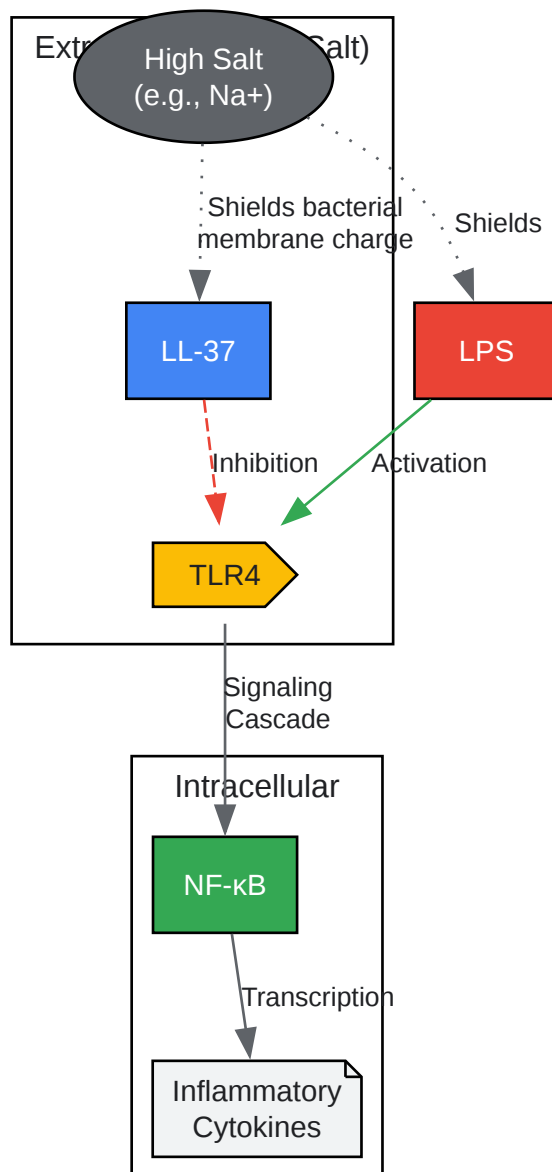 Extr Salt)
High Salt
(e.g., Na+)
Shields bacterial
membrane charge
Shields
LL-37
LPS
Inhibition
Activation
TLR4
Signaling
Cascade
Intracellular
NF-κB
Transcription
Inflammatory
Cytokines